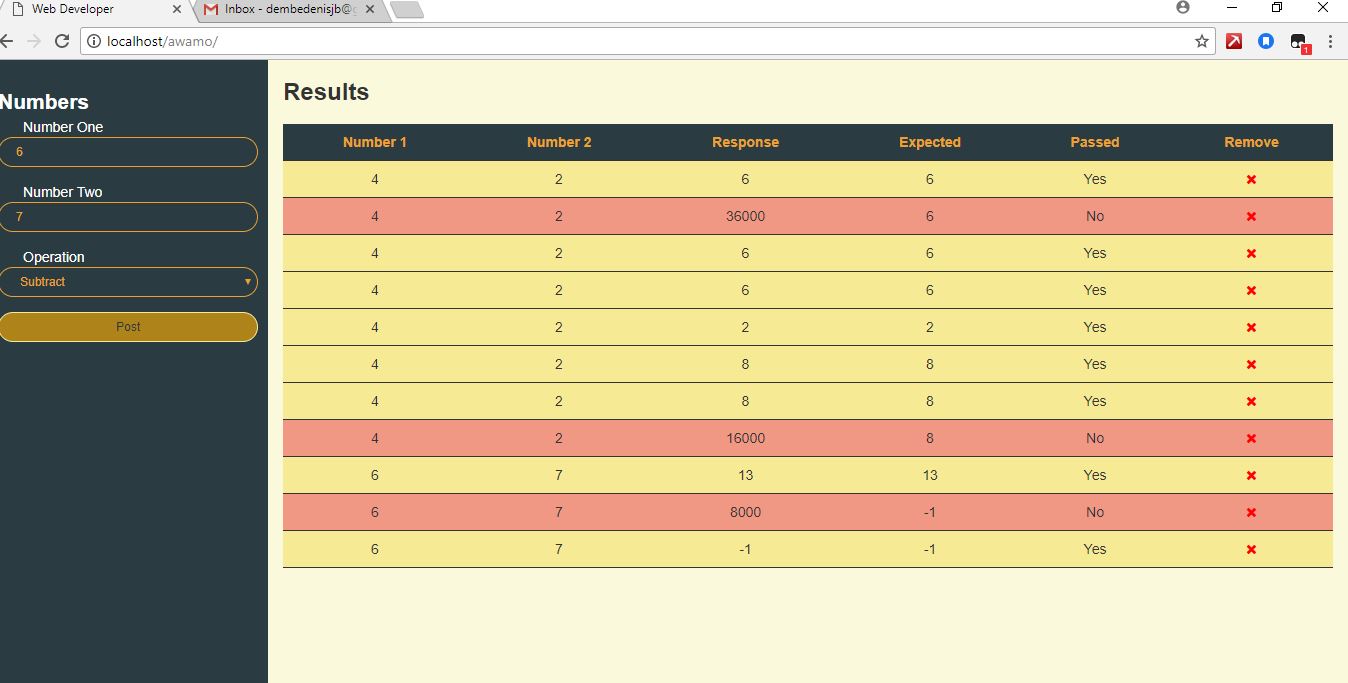 Web Developer
Inbox - dembedenisjb@
localhost/awamo/
1
Numbers
Number One
6
Number Two
7
Operation
Subtract
Post
Results
Number 1 Number 2 Response Expected Passed Remove
4 2 6 6 Yes
4 2 36000 6 No
4 2 6 6 Yes
4 2 6 6 Yes
4 2 2 2 Yes
4 2 8 8 Yes
4 2 8 8 Yes
4 2 16000 8 No
6 7 13 13 Yes
6 7 8000 -1 No
6 7 -1 -1 Yes